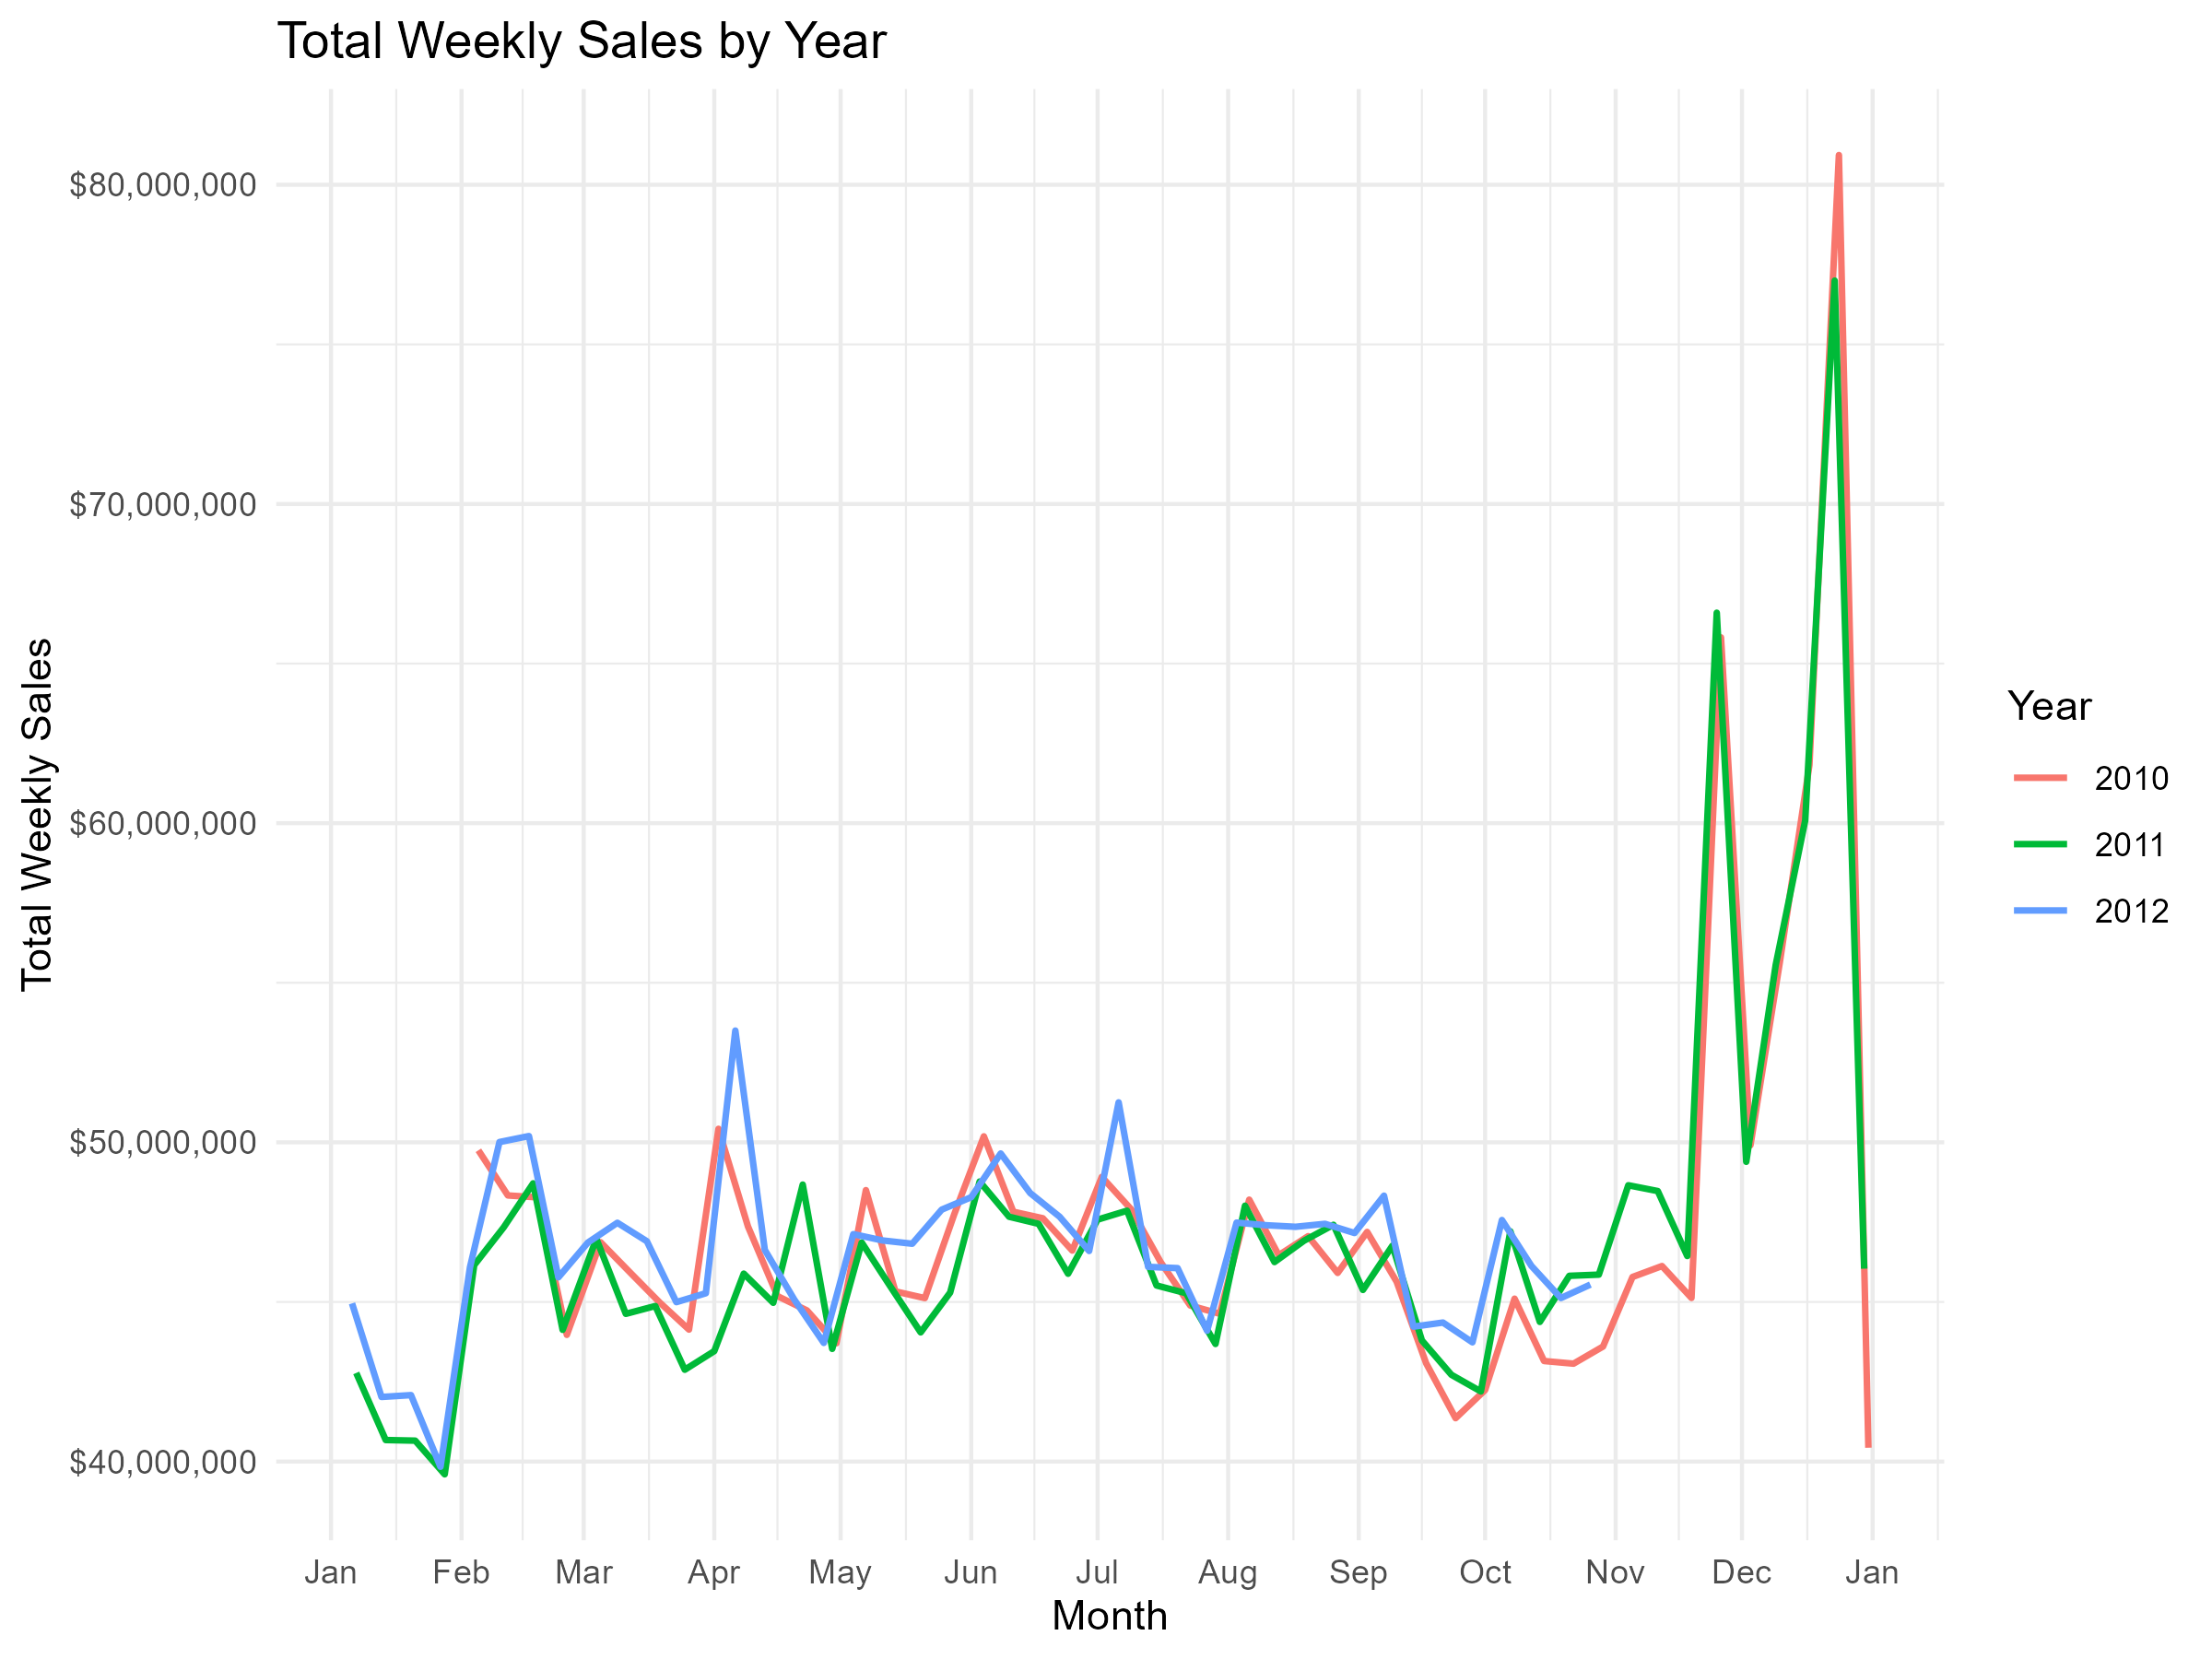 Total Weekly Sales by Year
Total Weekly Sales
$80,000,000
$70,000,000
$60,000,000
$50,000,000
$40,000,000
Jan Feb Mar Apr May Jun Jul Aug Sep Oct Nov Dec Jan
Month
Year
2010
2011
2012